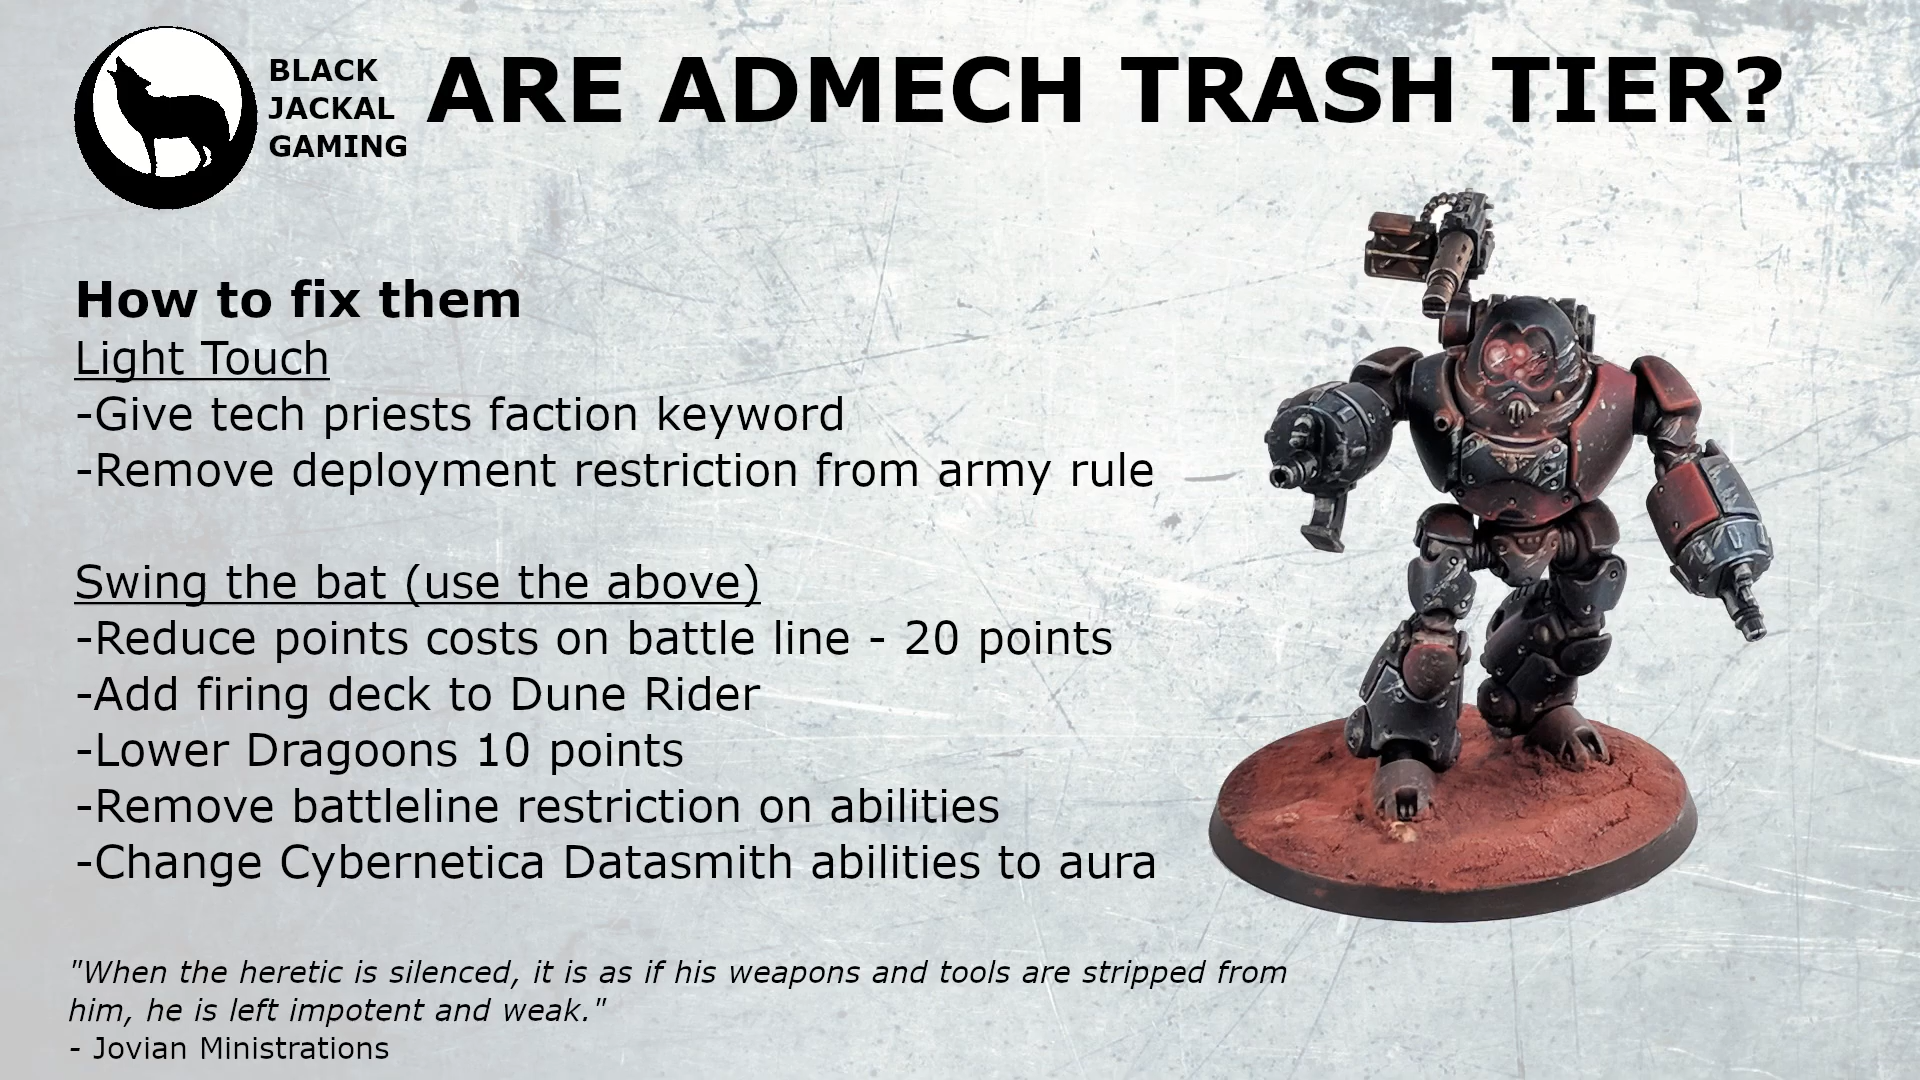 BLACK
JACKAL
GAMING
ARE ADMECH TRASH TIER?
How to fix them
Light Touch
-Give tech priests faction keyword
-Remove deployment restriction from army rule
Swing the bat (use the above)
-Reduce points costs on battle line - 20 points
-Add firing deck to Dune Rider
-Lower Dragoons 10 points
-Remove battleline restriction on abilities
-Change Cybernetica Datasmith abilities to aura
"When the heretic is silenced, it is as if his weapons and tools are stripped from
him, he is left impotent and weak."
- Jovian Ministrations